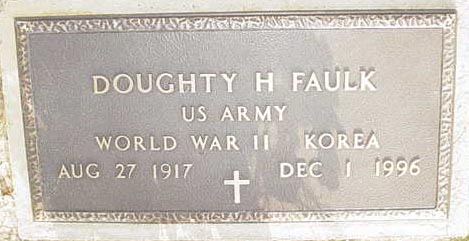 DOUGHTY H FAULK
US ARMY
WORLD WAR II KOREA
AUG 27 1917 DEC 1 1996